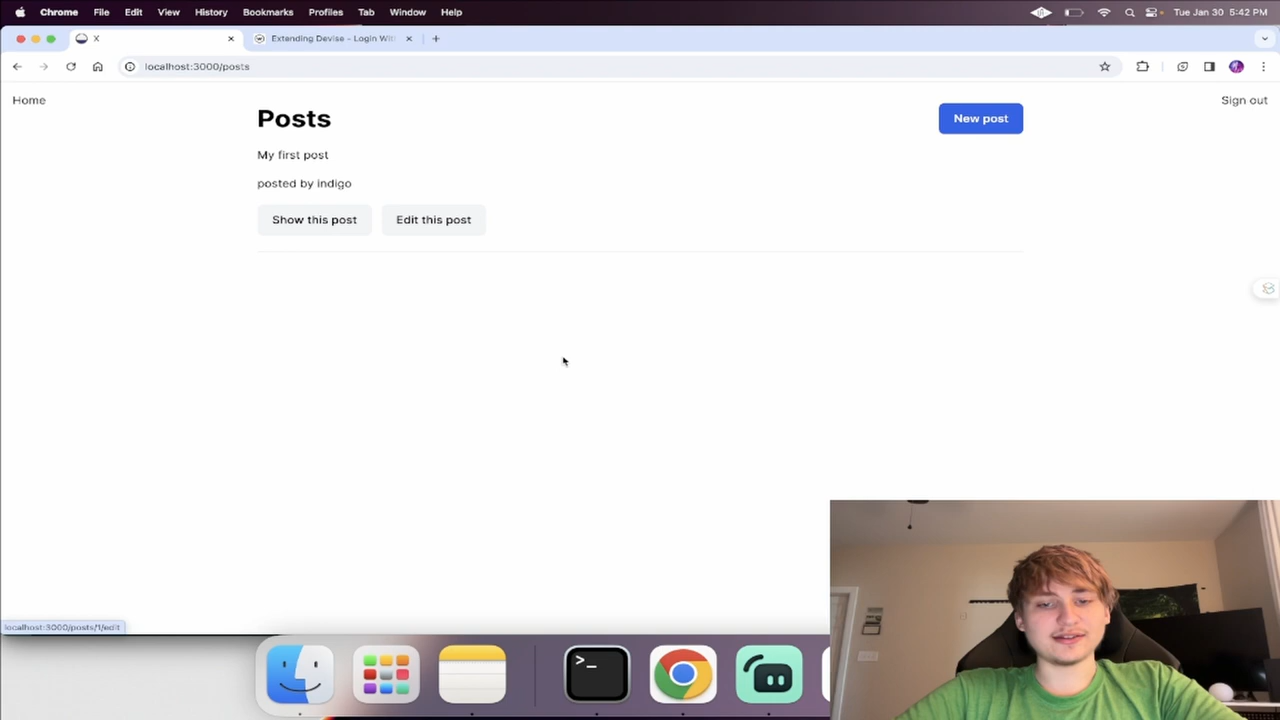 Chrome File Edit View History Bookmarks Profiles Tab Window Help Tue Jan 30 5:42 PM
X Extending Devise - Login Wit
localhost:3000/posts
Home Sign out
Posts New post
My first post
posted by indigo
Show this post Edit this post
localhost:3000/posts/1/edit
>_